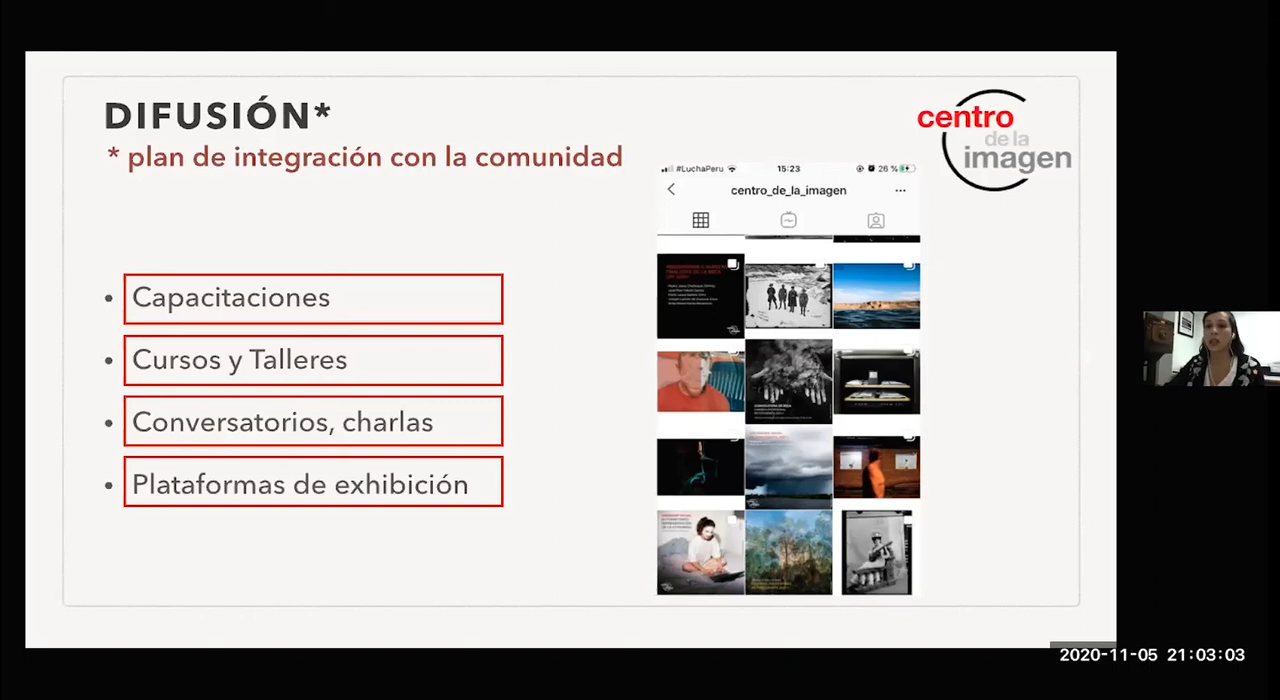 DIFUSIÓN*
* plan de integración con la comunidad
centro
de la
imagen
#LuchaPeru 15:23 26 %
centro_de_la_imagen
• Capacitaciones
• Cursos y Talleres
• Conversatorios, charlas
• Plataformas de exhibición
2020-11-05 21:03:03